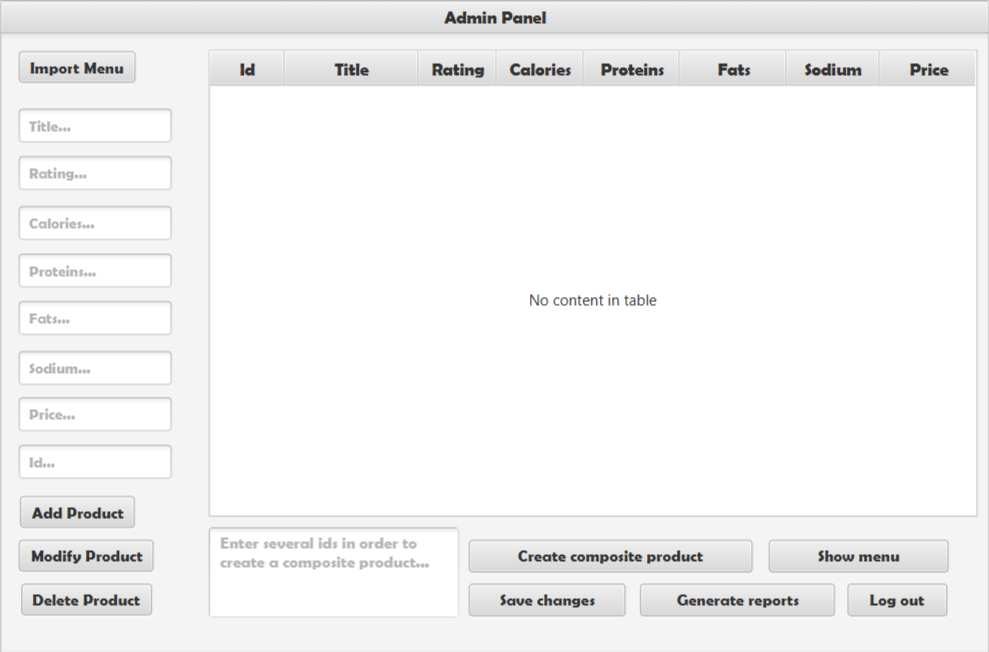 Admin Panel
Import Menu
Id Title Rating Calories Proteins Fats Sodium Price
Title...
Rating...
Calories...
Proteins...
Fats...
Sodium...
Price...
Id...
No content in table
Add Product
Modify Product
Delete Product
Enter several ids in order to
create a composite product...
Create composite product
Show menu
Save changes
Generate reports
Log out